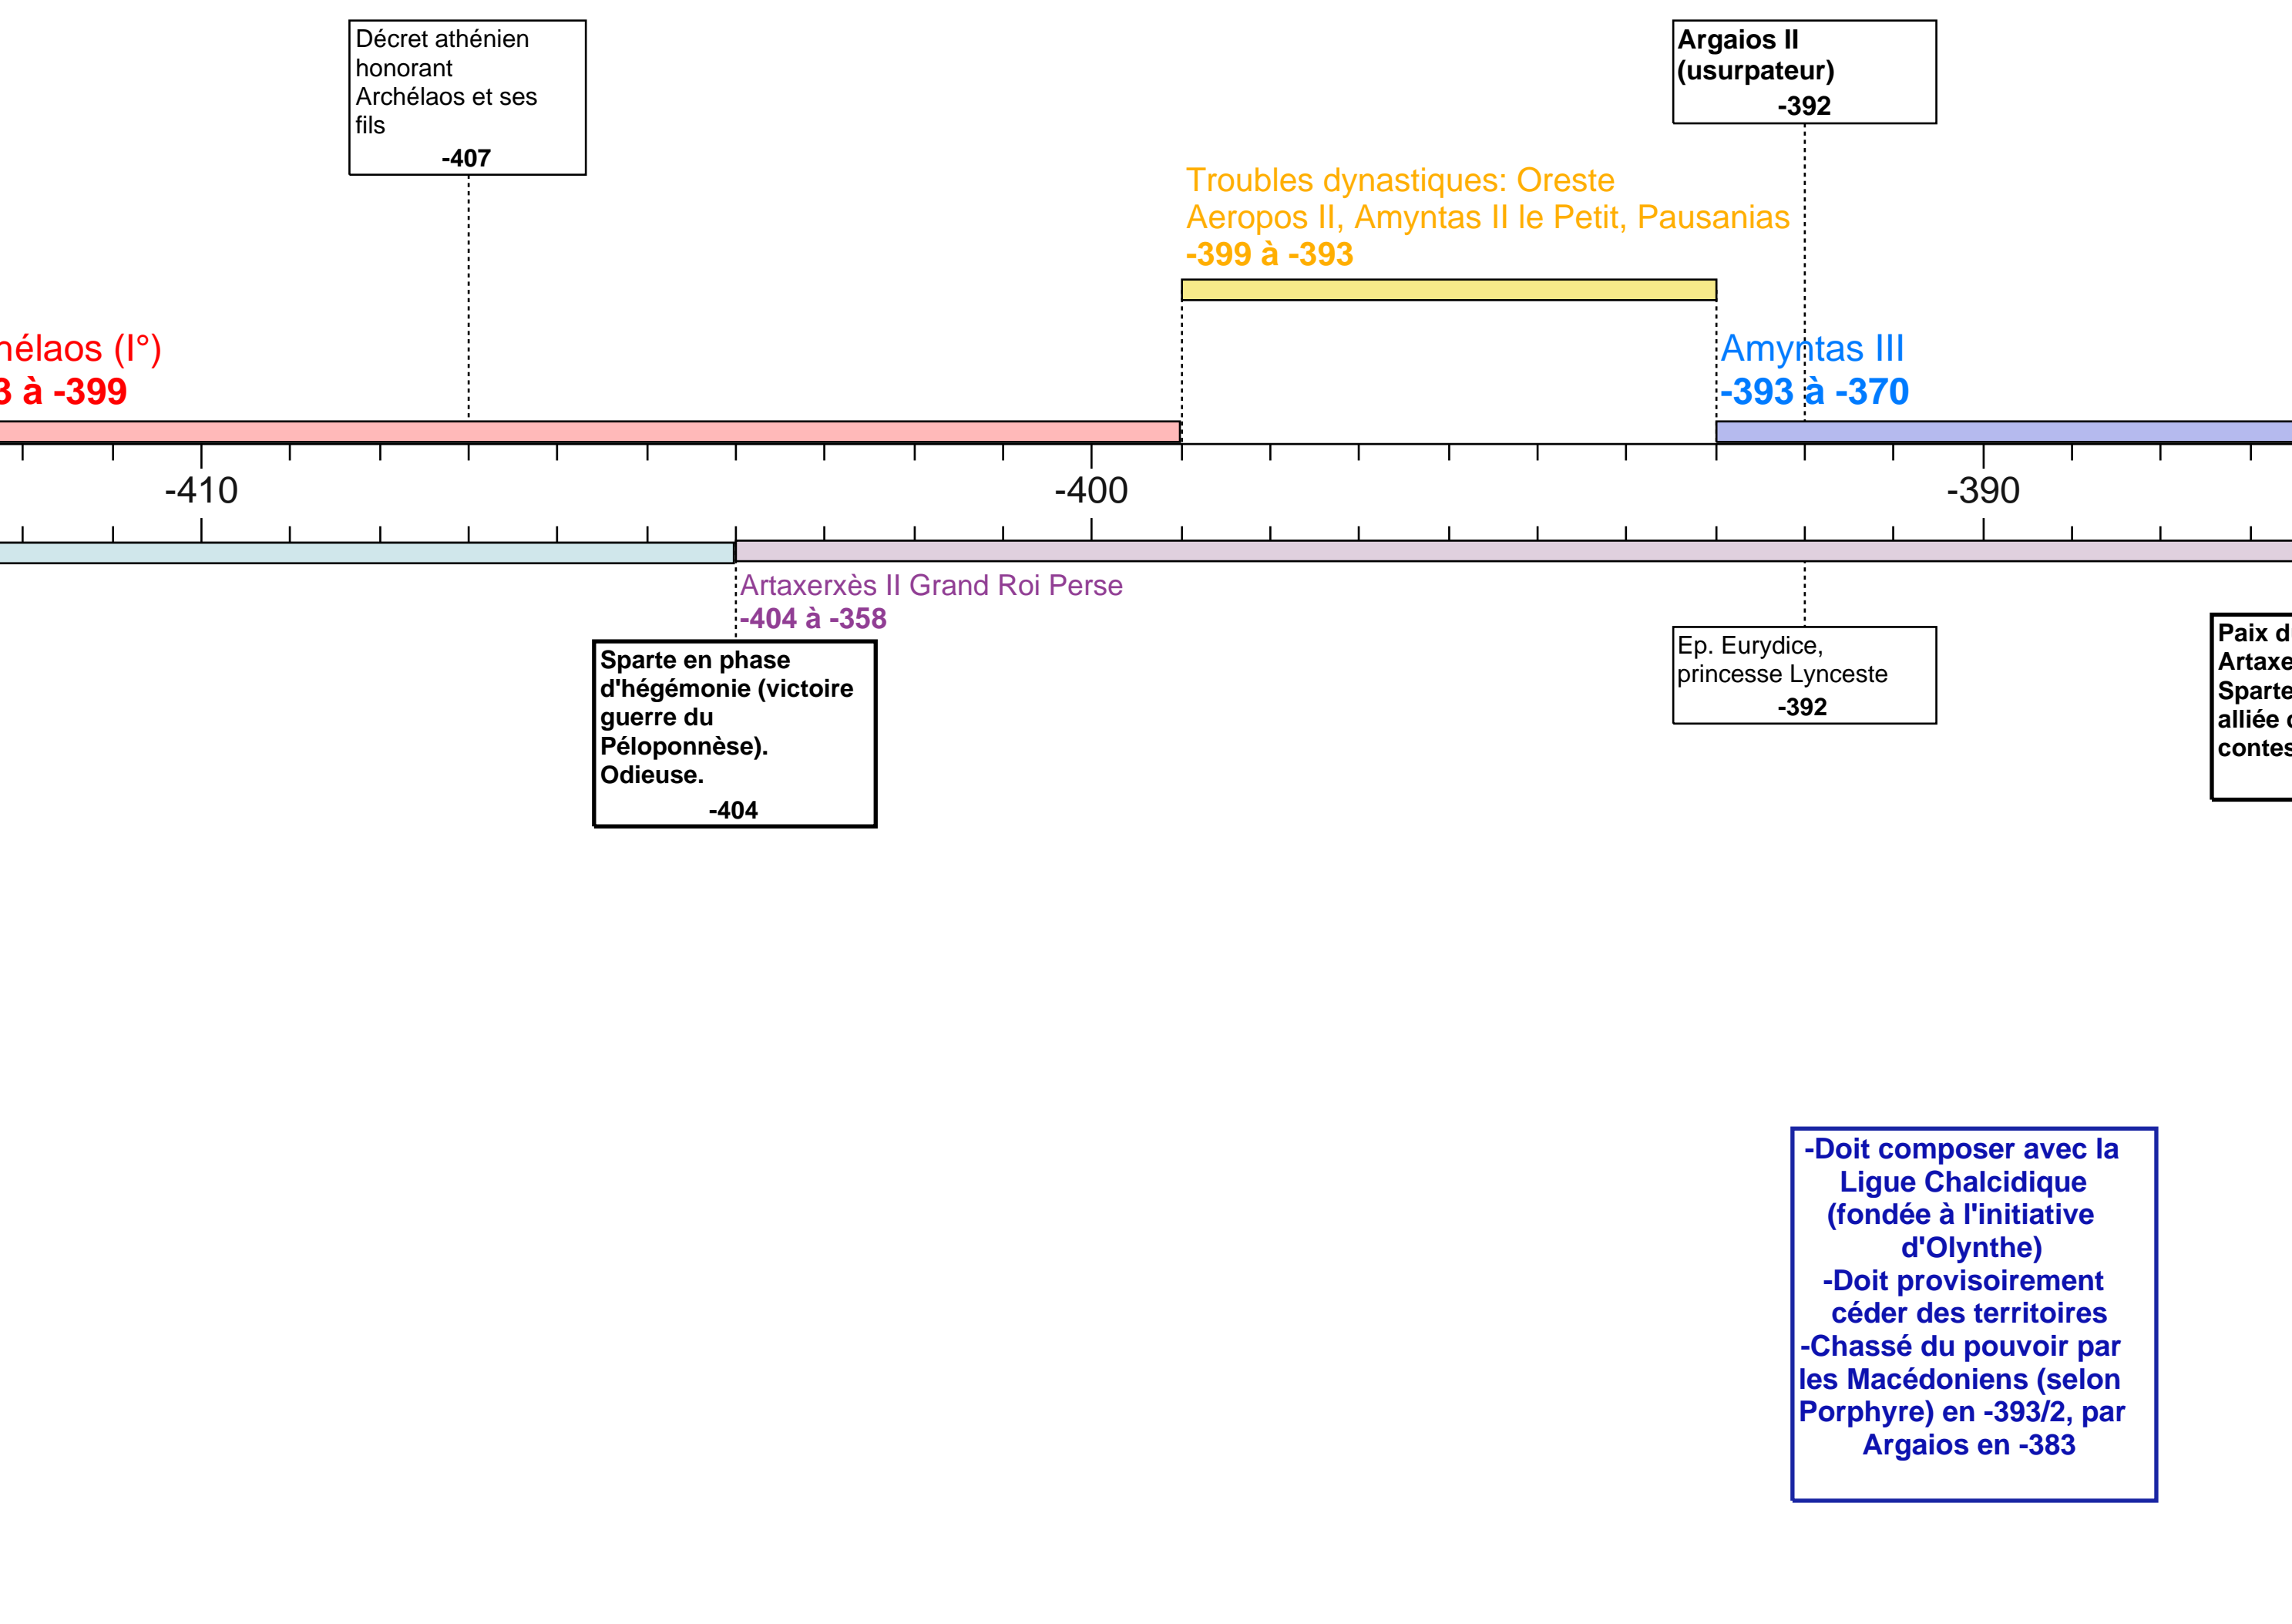 Décret athénien
honorant
Archélaos et ses
fils
-407
Argaios II
(usurpateur)
-392
Troubles dynastiques: Oreste
Aeropos II, Amyntas II le Petit, Pausanias
-399 à -393
hélaos (I°)
3 à -399
Amyntas III
-393 à -370
-410
-400
-390
Artaxerxès II Grand Roi Perse
-404 à -358
Sparte en phase
d'hégémonie (victoire
guerre du
Péloponnèse).
Odieuse.
-404
Ep. Eurydice,
princesse Lynceste
-392
Paix d
Artaxe
Sparte
alliée
contes
-Doit composer avec la
Ligue Chalcidique
(fondée à l'initiative
d'Olynthe)
-Doit provisoirement
céder des territoires
-Chassé du pouvoir par
les Macédoniens (selon
Porphyre) en -393/2, par
Argaios en -383